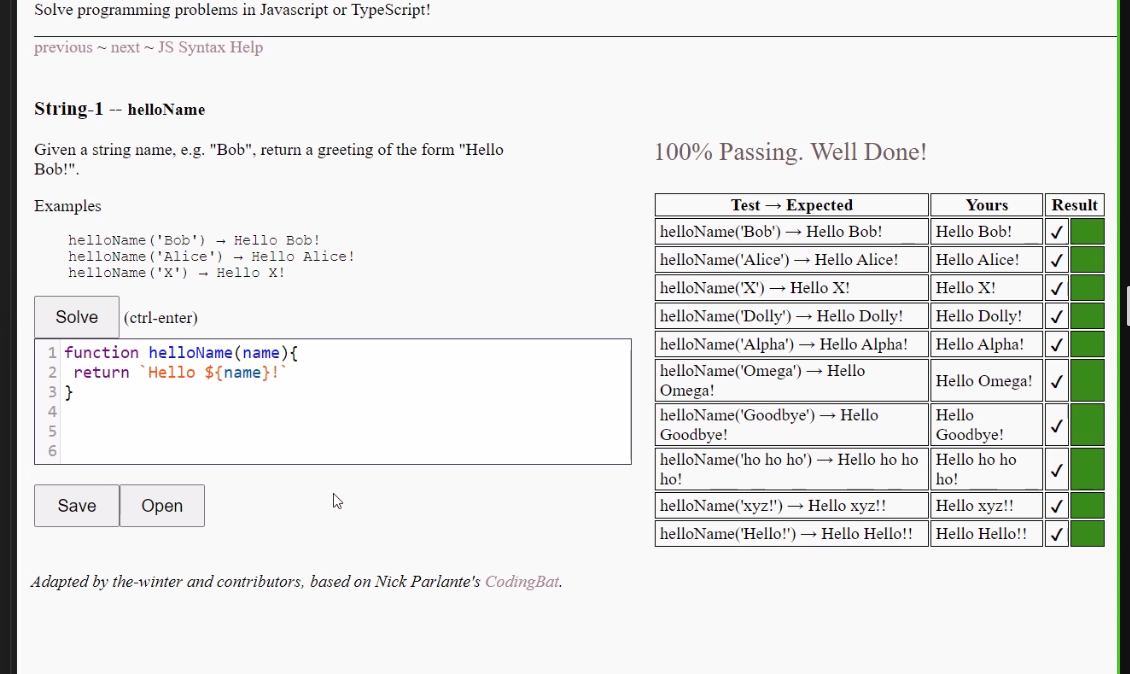 Solve programming problems in Javascript or TypeScript!
previous ~ next ~ JS Syntax Help
String-1 -- helloName
Given a string name, e.g. "Bob", return a greeting of the form "Hello
Bob!".
Examples
helloName('Bob') → Hello Bob!
helloName('Alice') → Hello Alice!
helloName('X') → Hello X!
Solve (ctrl-enter)
1 function helloName(name){
2 return `Hello ${name}!`
3 }
4
5
6
Save Open
100% Passing. Well Done!
Test → Expected Yours Result
helloName('Bob') → Hello Bob! Hello Bob! ✓
helloName('Alice') → Hello Alice! Hello Alice! ✓
helloName('X') → Hello X! Hello X! ✓
helloName('Dolly') → Hello Dolly! Hello Dolly! ✓
helloName('Alpha') → Hello Alpha! Hello Alpha! ✓
helloName('Omega') → Hello
Omega! Hello Omega! ✓
helloName('Goodbye') → Hello
Goodbye! Hello
Goodbye! ✓
helloName('ho ho ho') → Hello ho ho
ho! Hello ho ho
ho! ✓
helloName('xyz!') → Hello xyz!! Hello xyz!! ✓
helloName('Hello!') → Hello Hello!! Hello Hello!! ✓
Adapted by the-winter and contributors, based on Nick Parlante's CodingBat.